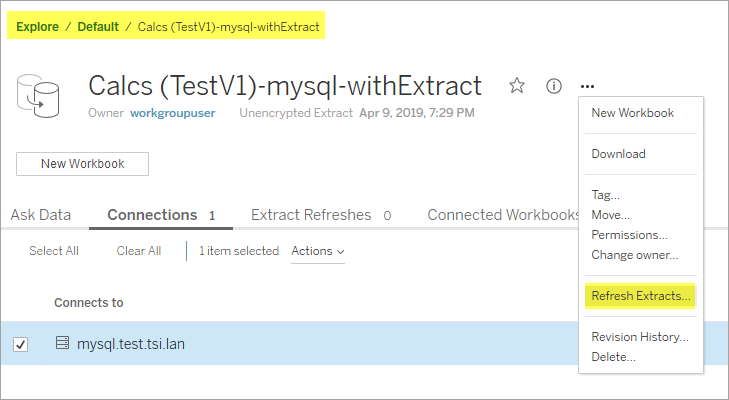 Explore / Default / Calcs (TestV1)-mysql-withExtract
Calcs (TestV1)-mysql-withExtract
Owner workgroupuser Unencrypted Extract Apr 9, 2019, 7:29 PM
New Workbook
Ask Data Connections 1 Extract Refreshes 0 Connected Workbooks
Select All Clear All 1 item selected Actions
Connects to
mysql.test.tsi.lan
New Workbook
Download
Tag...
Move...
Permissions...
Change owner...
Refresh Extracts...
Revision History...
Delete...